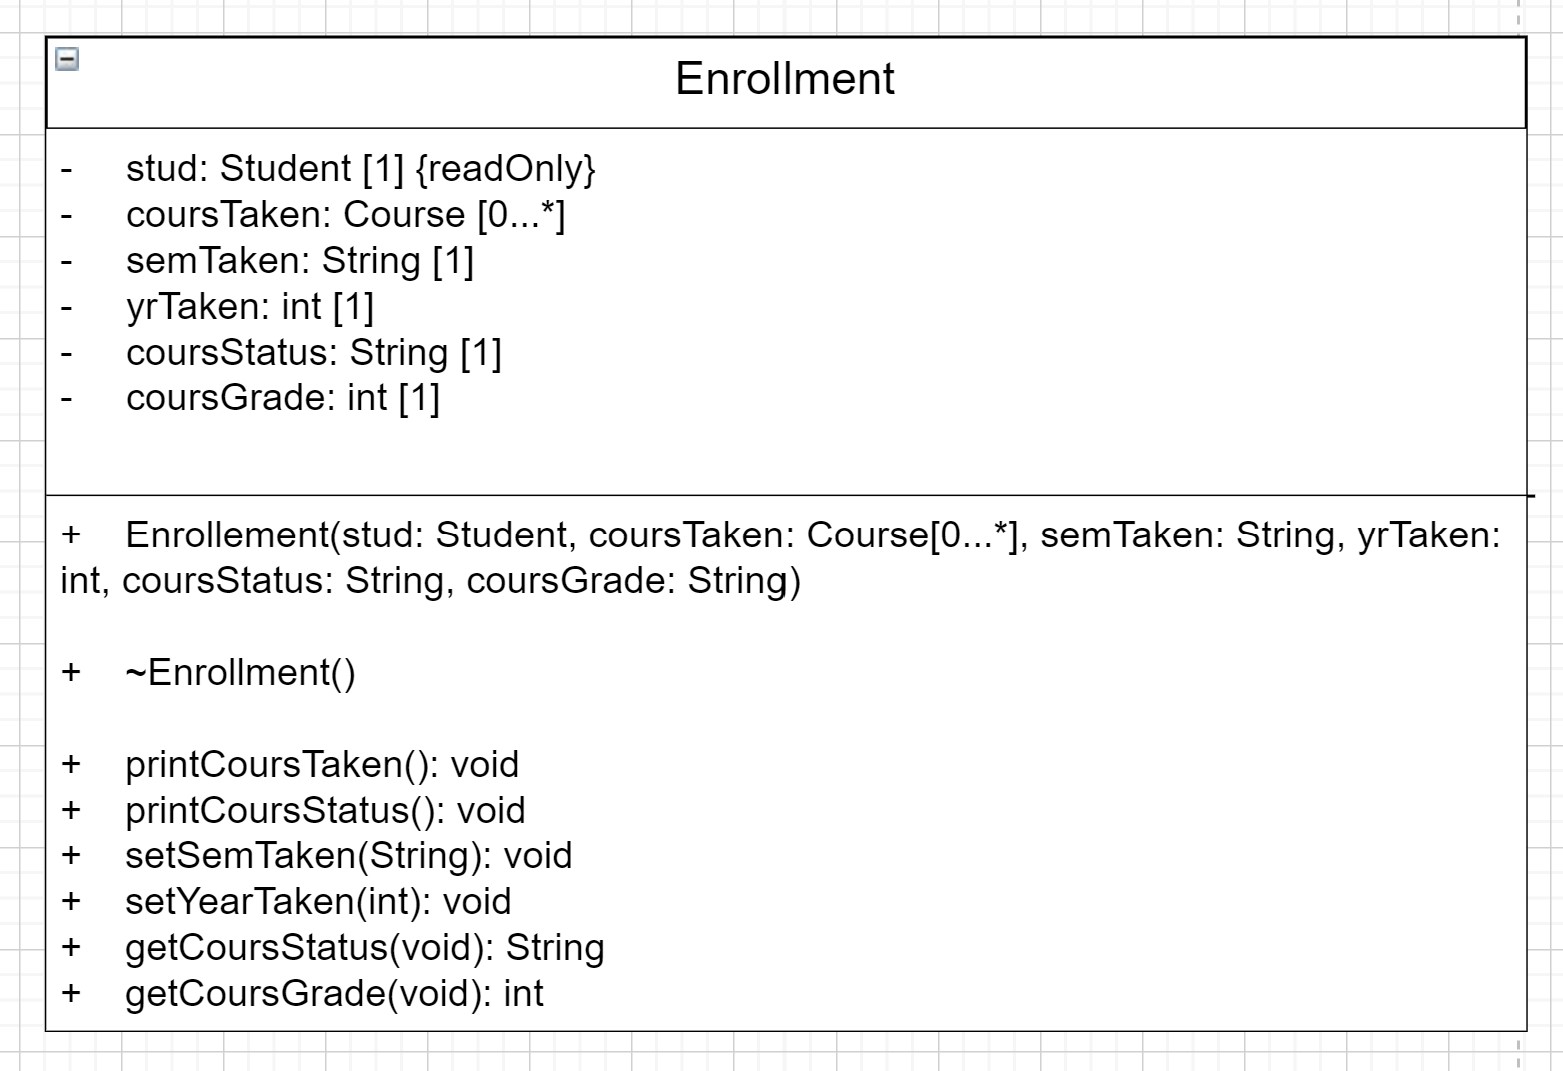 Enrollment
- stud: Student [1] {readOnly}
- coursTaken: Course [0...*]
- semTaken: String [1]
- yrTaken: int [1]
- coursStatus: String [1]
- coursGrade: int [1]
+ Enrollement(stud: Student, coursTaken: Course[0...*], semTaken: String, yrTaken:
int, coursStatus: String, coursGrade: String)
+ ~Enrollment()
+ printCoursTaken(): void
+ printCoursStatus(): void
+ setSemTaken(String): void
+ setYearTaken(int): void
+ getCoursStatus(void): String
+ getCoursGrade(void): int